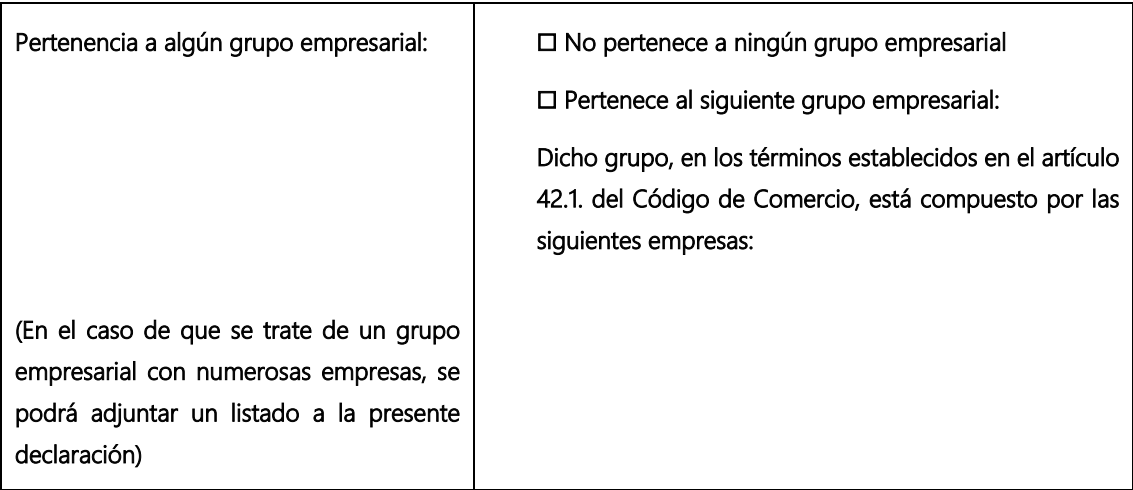 Pertenencia a algún grupo empresarial:
(En el caso de que se trate de un grupo
empresarial con numerosas empresas, se
podrá adjuntar un listado a la presente
declaración)
☐ No pertenece a ningún grupo empresarial
☐ Pertenece al siguiente grupo empresarial:
Dicho grupo, en los términos establecidos en el artículo
42.1. del Código de Comercio, está compuesto por las
siguientes empresas: